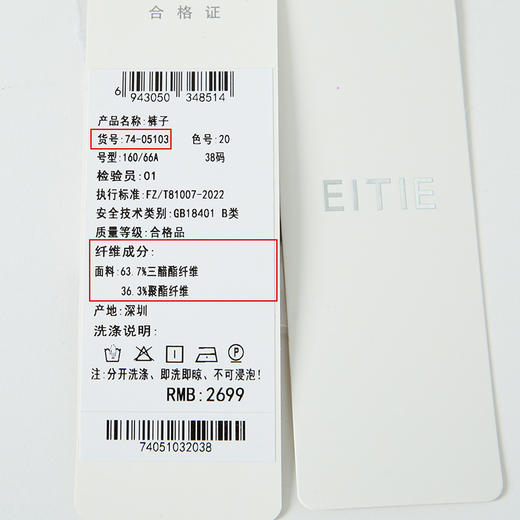 合格证
6 943050 348514
产品名称:裤子
货号:74-05103 色号:20
号型:160/66A 38码
检验员:01
执行标准:FZ/T81007-2022
安全技术类别:GB18401 B类
质量等级:合格品
纤维成分:
面料:63.7%三醋酯纤维
36.3%聚酯纤维
产地:深圳
洗涤说明:
P
注:分开洗涤、即洗即晾、不可浸泡!
RMB:2699
74051032038
EITIE